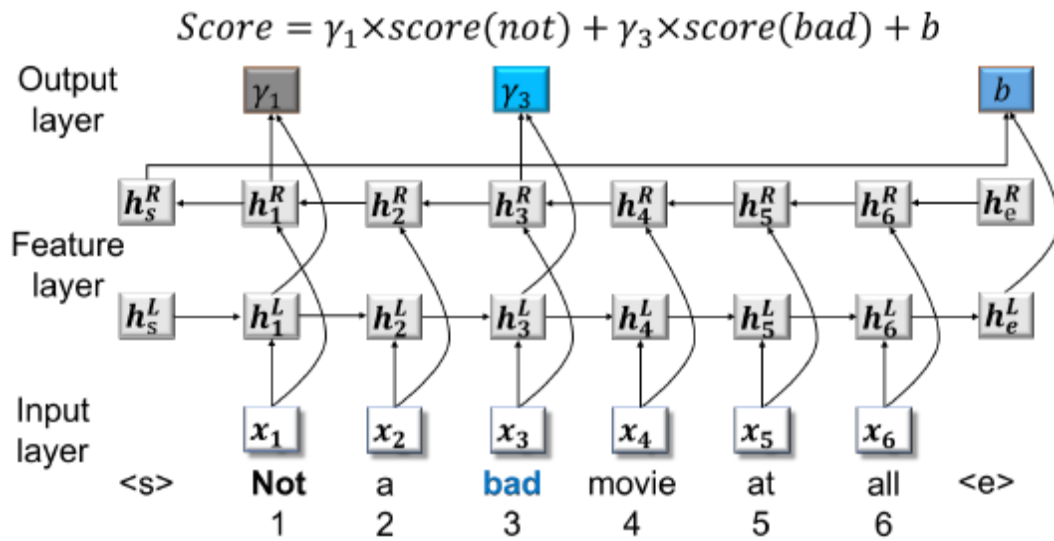 Score = γ₁×score(not) + γ₃×score(bad) + b
Output layer
γ₁ γ₃ b
h_s^R h_1^R h_2^R h_3^R h_4^R h_5^R h_6^R h_e^R
Feature layer
h_s^L h_1^L h_2^L h_3^L h_4^L h_5^L h_6^L h_e^L
Input layer
x₁ x₂ x₃ x₄ x₅ x₆
<s> Not a bad movie at all <e>
1 2 3 4 5 6